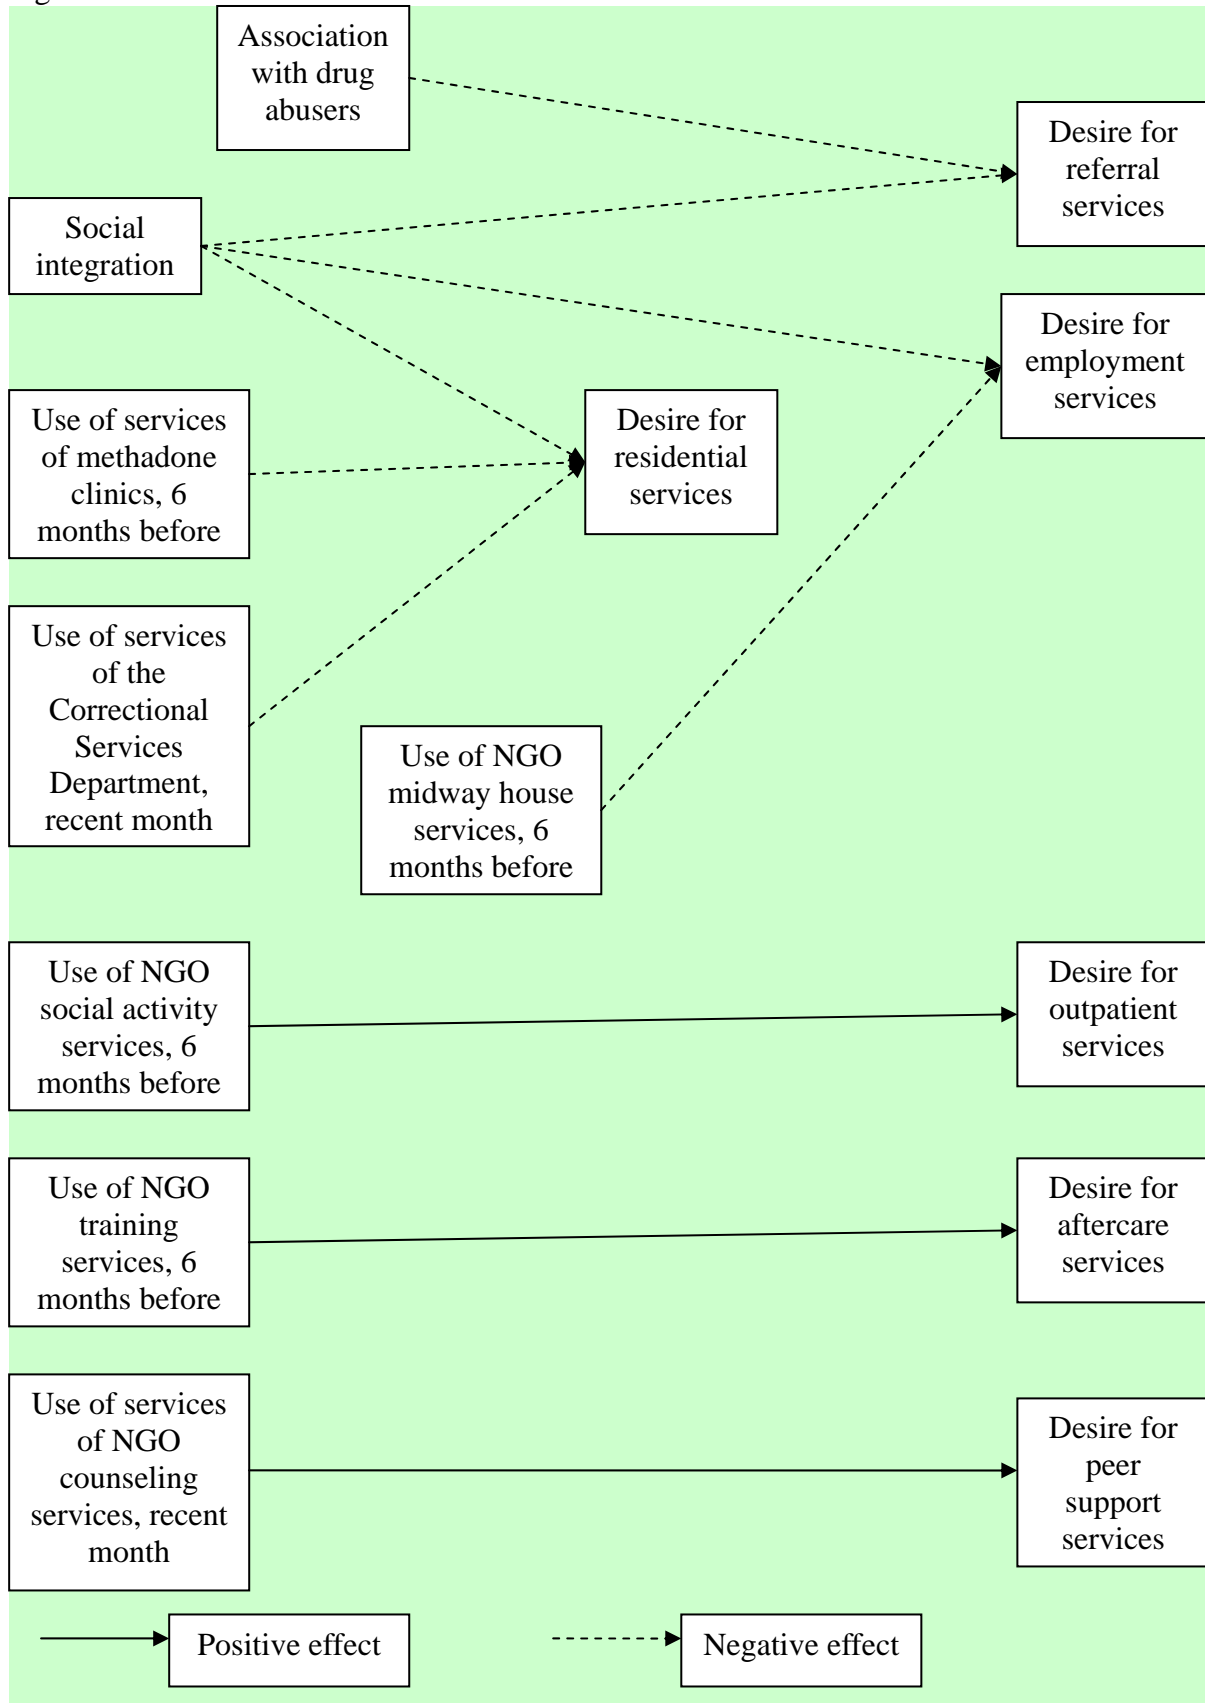 Association
with drug
abusers
Desire for
referral
services
Social
integration
Desire for
employment
services
Use of services
of methadone
clinics, 6
months before
Desire for
residential
services
Use of services
of the
Correctional
Services
Department,
recent month
Use of NGO
midway house
services, 6
months before
Use of NGO
social activity
services, 6
months before
Desire for
outpatient
services
Use of NGO
training
services, 6
months before
Desire for
aftercare
services
Use of services
of NGO
counseling
services, recent
month
Desire for
peer
support
services
Positive effect
Negative effect